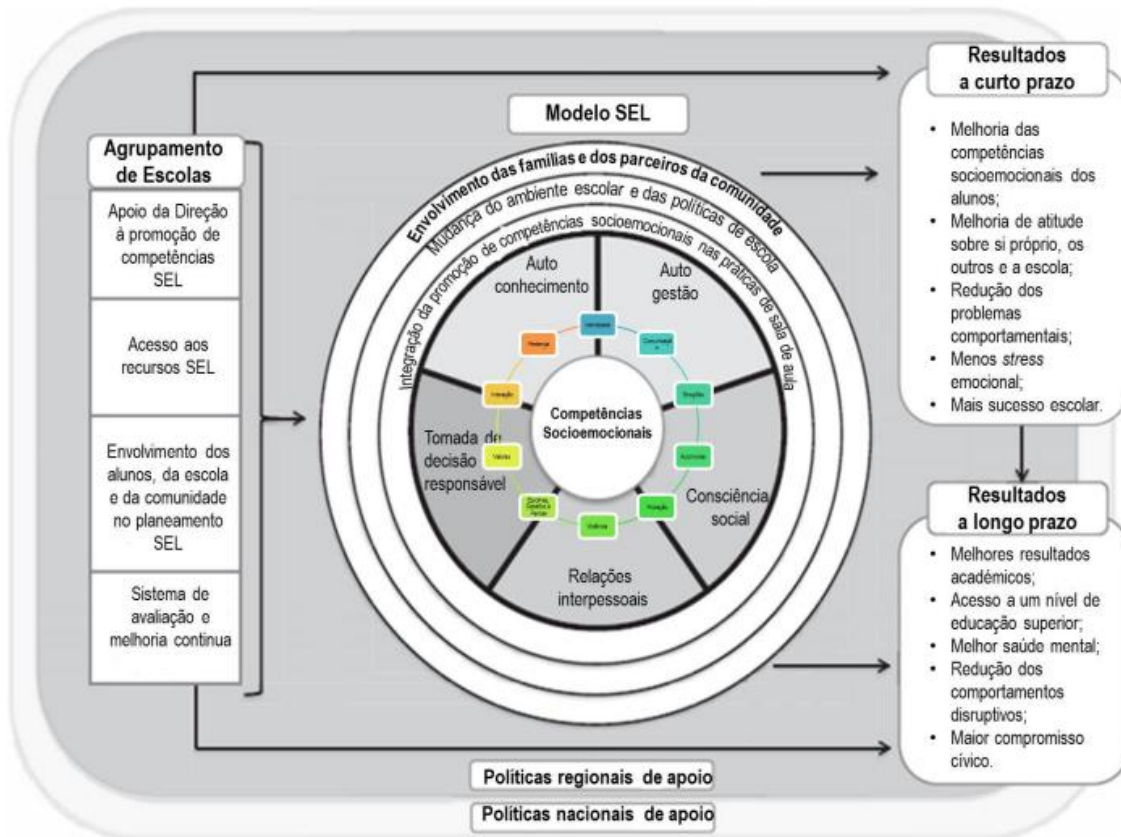 Modelo SEL
Agrupamento
de Escolas
Apoio da Direção
à promoção de
competências
SEL
Acesso aos
recursos SEL
Envolvimento dos
alunos, da escola
e da comunidade
no planeamento
SEL
Sistema de
avaliação e
melhoria continua
Envolvimento das famílias e dos parceiros da comunidade
Mudança do ambiente escolar e das políticas de escola
Integração da promoção de competências socioemocionais nas práticas de sala de aula
Auto
conhecimento
Auto
gestão
Consciência
social
Relações
interpessoais
Tomada de
decisão
responsável
Competências
Socioemocionais
Interação
Valores
Resultados
a curto prazo
• Melhoria das
competências
socioemocionais dos
alunos;
• Melhoria de atitude
sobre si próprio, os
outros e a escola;
• Redução dos
problemas
comportamentais;
• Menos stress
emocional;
• Mais sucesso escolar.
Resultados
a longo prazo
• Melhores resultados
académicos;
• Acesso a um nível de
educação superior;
• Melhor saúde mental;
• Redução dos
comportamentos
disruptivos;
• Maior compromisso
cívico.
Políticas regionais de apoio
Políticas nacionais de apoio